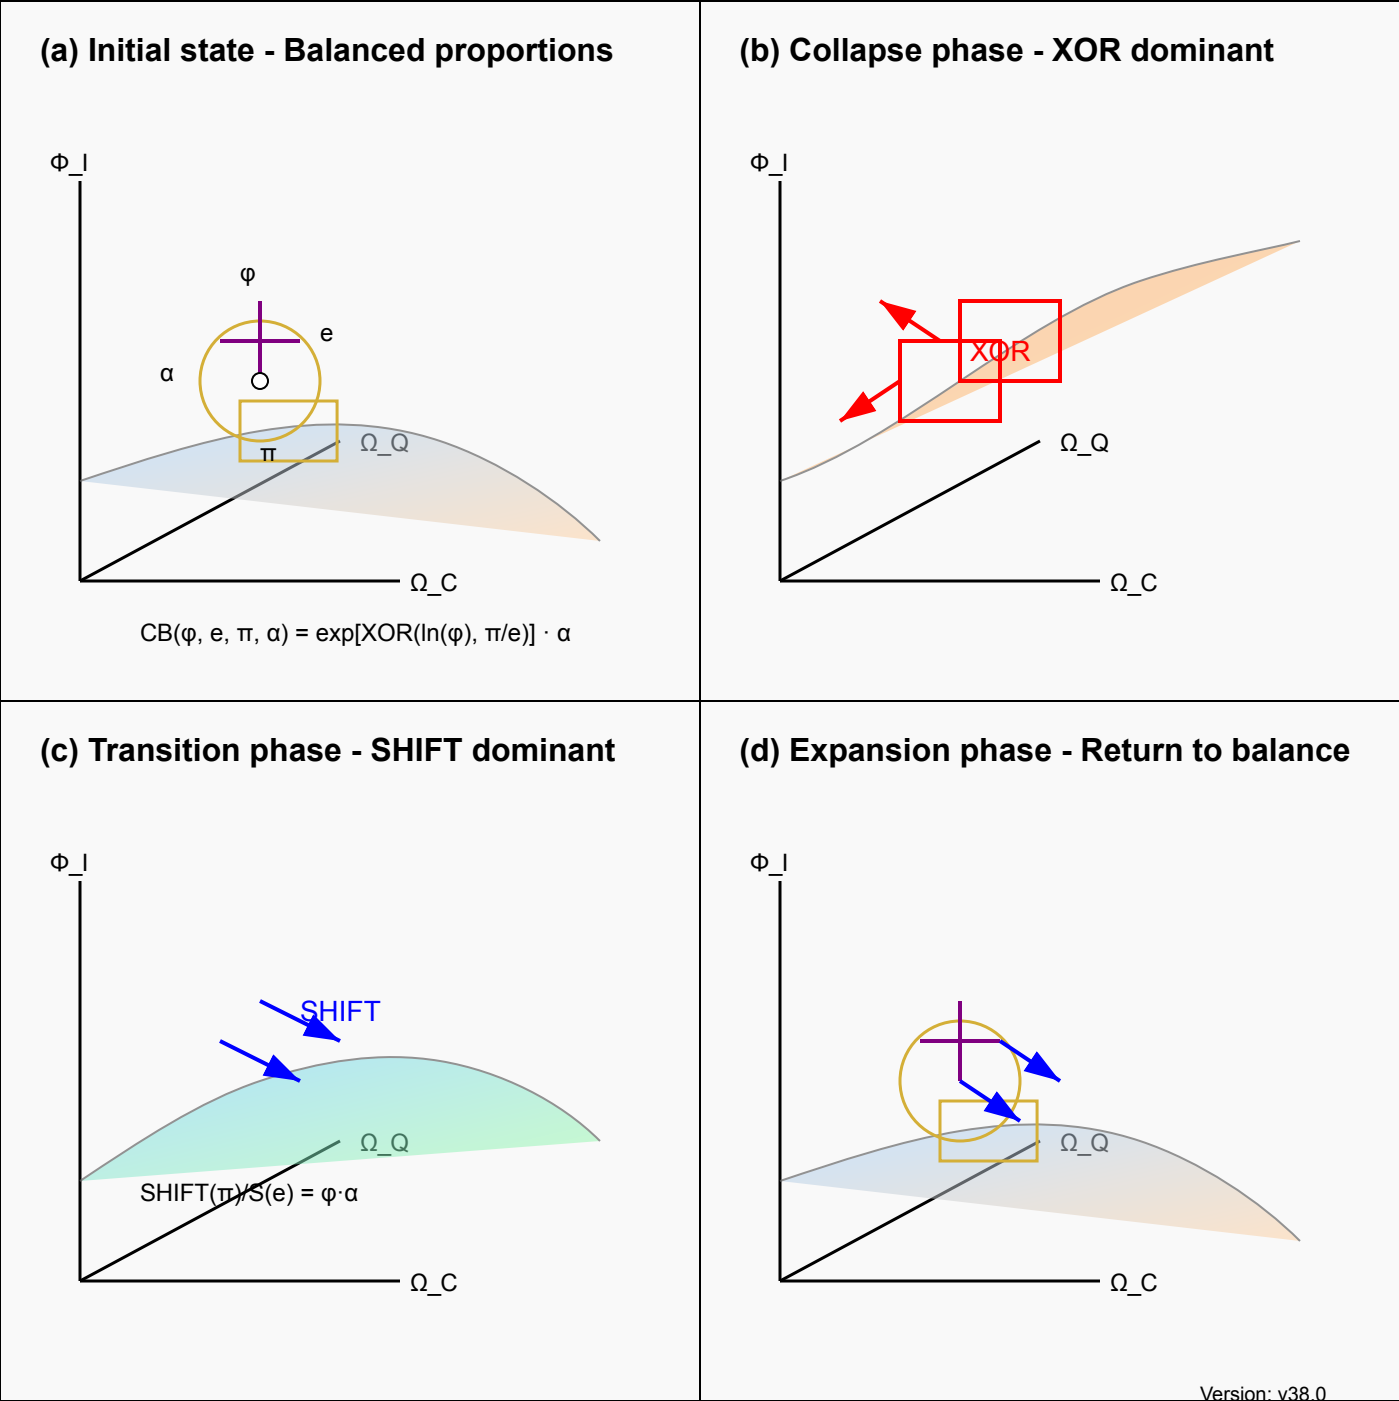 (a) Initial state - Balanced proportions
Φ_I
φ
e
α
π
Ω_Q
Ω_C
CB(φ, e, π, α) = exp[XOR(ln(φ), π/e)] · α
(b) Collapse phase - XOR dominant
Φ_I
XOR
Ω_Q
Ω_C
(c) Transition phase - SHIFT dominant
Φ_I
SHIFT
Ω_Q
SHIFT(π)/S(e) = φ·α
Ω_C
(d) Expansion phase - Return to balance
Φ_I
Ω_Q
Ω_C
Version: v38.0